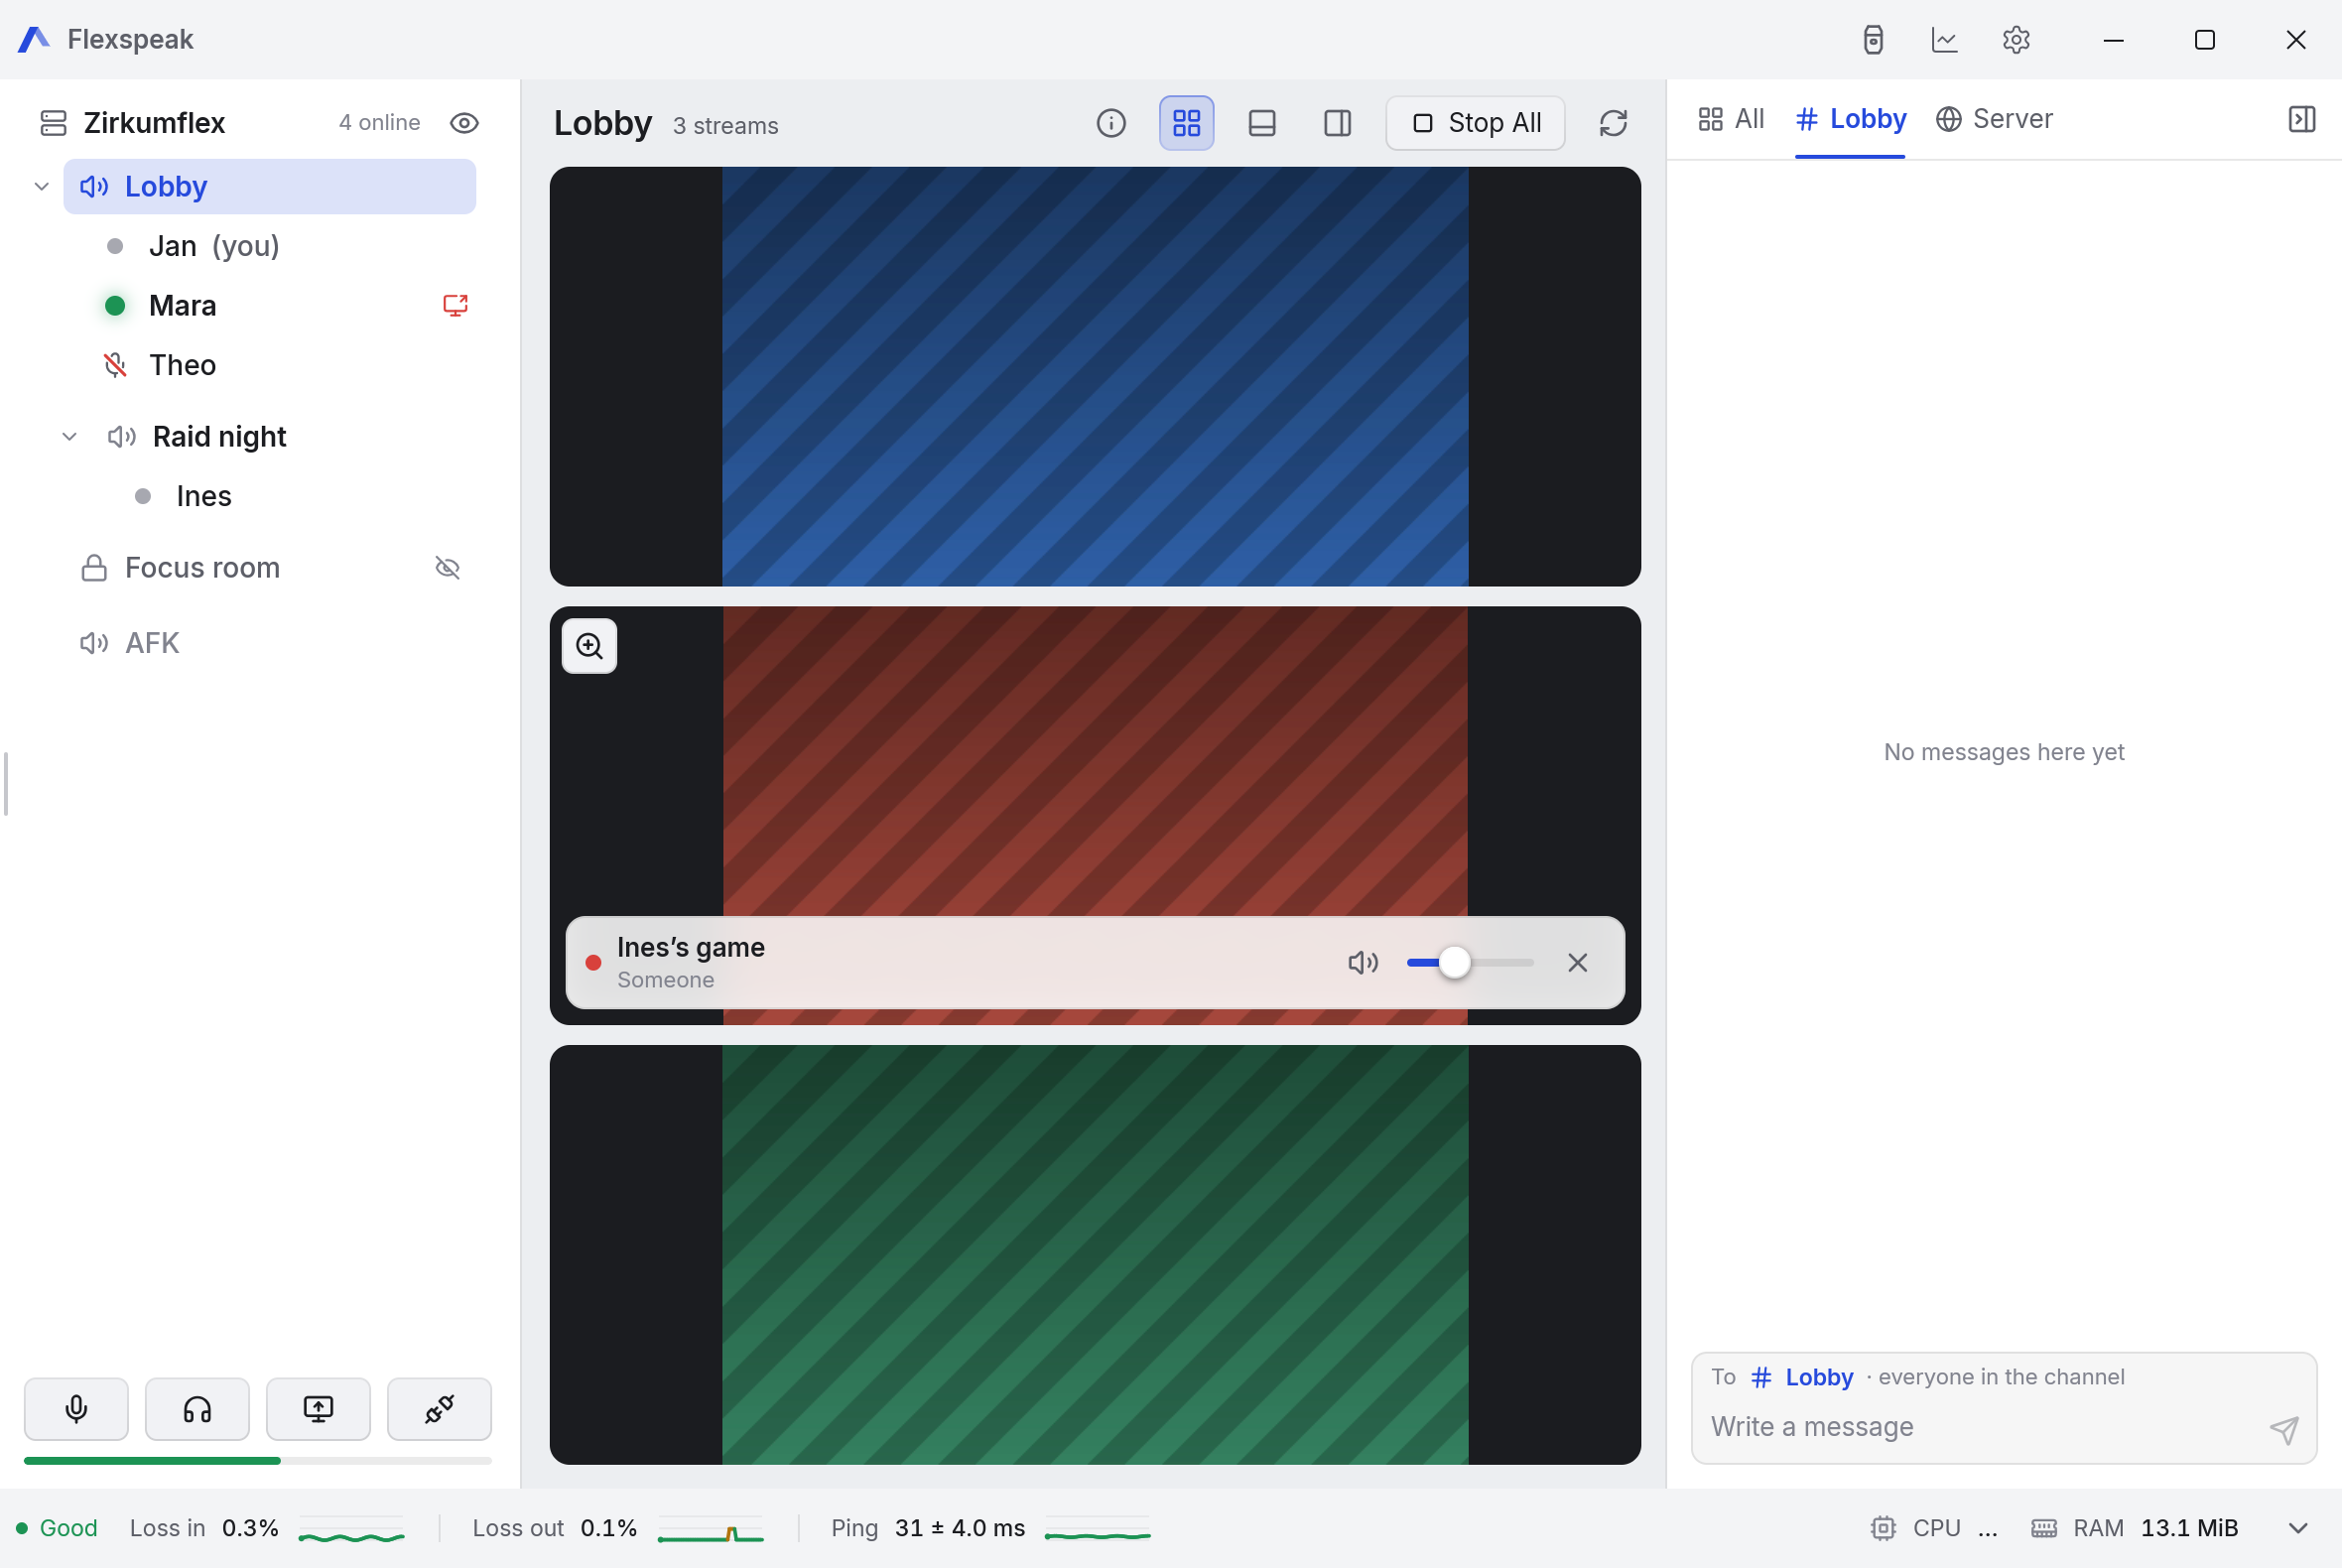 Flexspeak
Zirkumflex 4 online
Lobby
Jan (you)
Mara
Theo
Raid night
Ines
Focus room
AFK
Lobby 3 streams
Stop All
Ines’s game
Someone
All Lobby Server
No messages here yet
To # Lobby · everyone in the channel
Write a message
Good Loss in 0.3% Loss out 0.1% Ping 31 ± 4.0 ms CPU ... RAM 13.1 MiB